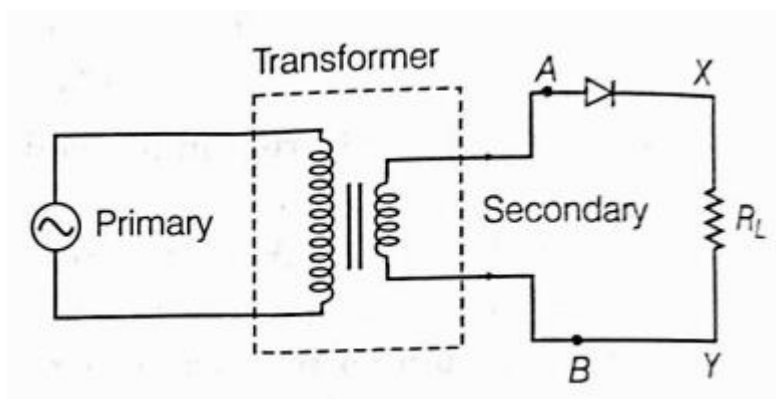 Transformer
A
X
Primary
Secondary
R_L
B
Y